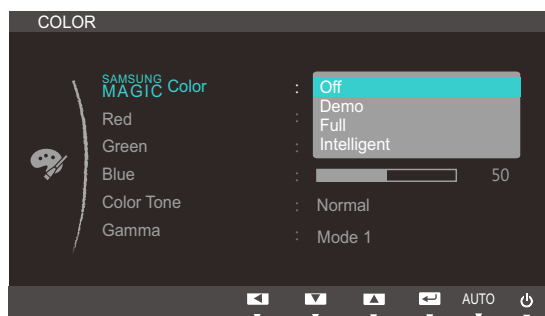 COLOR
SAMSUNG MAGIC Color : Off
Demo
Red :
Full
Green : Intelligent
Blue : 50
Color Tone : Normal
Gamma : Mode 1
AUTO